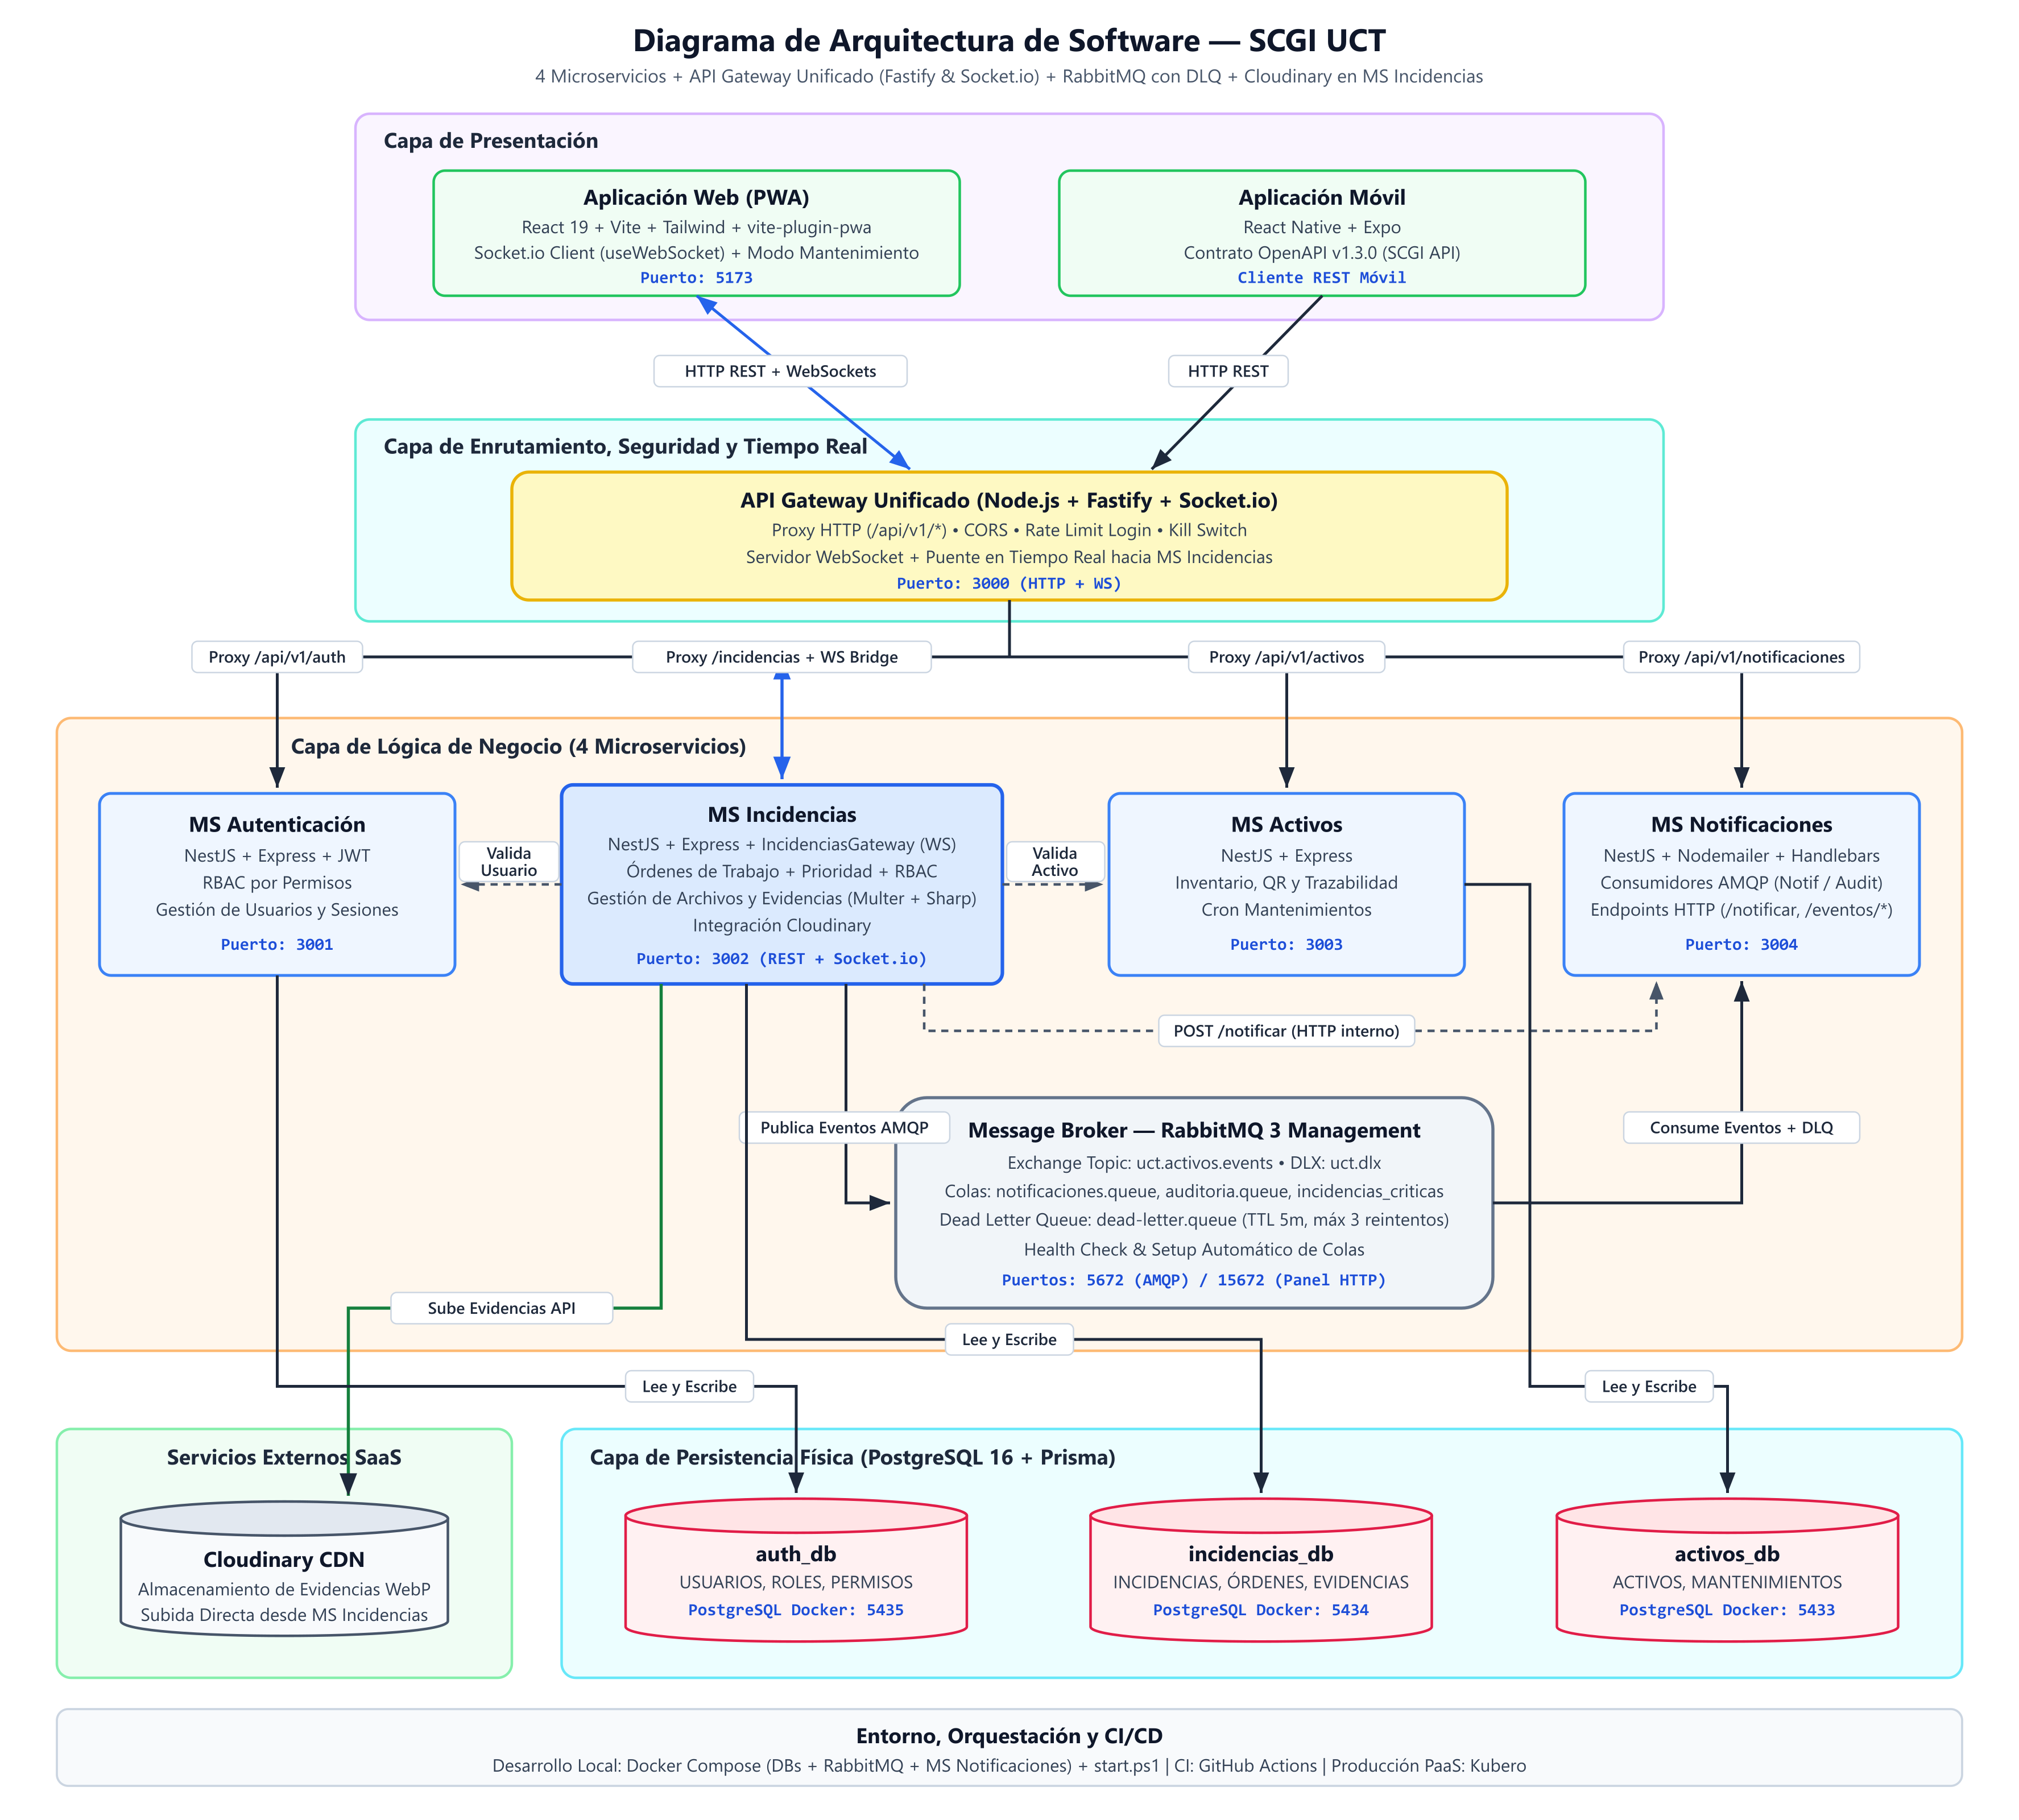 Diagrama de Arquitectura de Software — SCGI UCT
4 Microservicios + API Gateway Unificado (Fastify & Socket.io) + RabbitMQ con DLQ + Cloudinary en MS Incidencias
Capa de Presentación
Aplicación Web (PWA)
React 19 + Vite + Tailwind + vite-plugin-pwa
Socket.io Client (useWebSocket) + Modo Mantenimiento
Puerto: 5173
Aplicación Móvil
React Native + Expo
Contrato OpenAPI v1.3.0 (SCGI API)
Cliente REST Móvil
HTTP REST + WebSockets
HTTP REST
Capa de Enrutamiento, Seguridad y Tiempo Real
API Gateway Unificado (Node.js + Fastify + Socket.io)
Proxy HTTP (/api/v1/*) • CORS • Rate Limit Login • Kill Switch
Servidor WebSocket + Puente en Tiempo Real hacia MS Incidencias
Puerto: 3000 (HTTP + WS)
Proxy /api/v1/auth
Proxy /incidencias + WS Bridge
Proxy /api/v1/activos
Proxy /api/v1/notificaciones
Capa de Lógica de Negocio (4 Microservicios)
MS Autenticación
NestJS + Express + JWT
RBAC por Permisos
Gestión de Usuarios y Sesiones
Puerto: 3001
Valida
Usuario
MS Incidencias
NestJS + Express + IncidenciasGateway (WS)
Órdenes de Trabajo + Prioridad + RBAC
Gestión de Archivos y Evidencias (Multer + Sharp)
Integración Cloudinary
Puerto: 3002 (REST + Socket.io)
Valida
Activo
MS Activos
NestJS + Express
Inventario, QR y Trazabilidad
Cron Mantenimientos
Puerto: 3003
MS Notificaciones
NestJS + Nodemailer + Handlebars
Consumidores AMQP (Notif / Audit)
Endpoints HTTP (/notificar, /eventos/*)
Puerto: 3004
POST /notificar (HTTP interno)
Publica Eventos AMQP
Message Broker — RabbitMQ 3 Management
Exchange Topic: uct.activos.events • DLX: uct.dlx
Colas: notificaciones.queue, auditoria.queue, incidencias_criticas
Dead Letter Queue: dead-letter.queue (TTL 5m, máx 3 reintentos)
Health Check & Setup Automático de Colas
Puertos: 5672 (AMQP) / 15672 (Panel HTTP)
Consume Eventos + DLQ
Sube Evidencias API
Lee y Escribe
Lee y Escribe
Lee y Escribe
Servicios Externos SaaS
Cloudinary CDN
Almacenamiento de Evidencias WebP
Subida Directa desde MS Incidencias
Capa de Persistencia Física (PostgreSQL 16 + Prisma)
auth_db
USUARIOS, ROLES, PERMISOS
PostgreSQL Docker: 5435
incidencias_db
INCIDENCIAS, ÓRDENES, EVIDENCIAS
PostgreSQL Docker: 5434
activos_db
ACTIVOS, MANTENIMIENTOS
PostgreSQL Docker: 5433
Entorno, Orquestación y CI/CD
Desarrollo Local: Docker Compose (DBs + RabbitMQ + MS Notificaciones) + start.ps1 | CI: GitHub Actions | Producción PaaS: Kubero